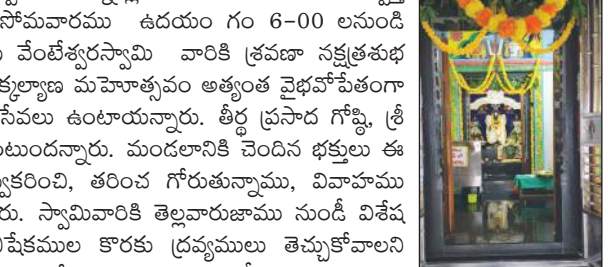 సోమవారము ఉదయం గం 6-00 లనుండి
వేంటేశ్వరస్వామి వారికి శ్రవణా నక్షత్రశుభ
క్కల్యాణ మహెూత్సవం అత్యంత వైభవోపేతంగా
సేవలు ఉంటాయన్నారు. తీర్థ ప్రసాద గోష్ఠి, శ్రీ
ంటుందన్నారు. మండలానికి చెందిన భక్తులు ఈ
్వకరించి, తరించ గోరుతున్నాము, వివాహము
రు. స్వామివారికి తెల్లవారుజాము నుండీ విశేష
షేకముల కొరకు ద్రవ్యములు తెచ్చుకోవాలని